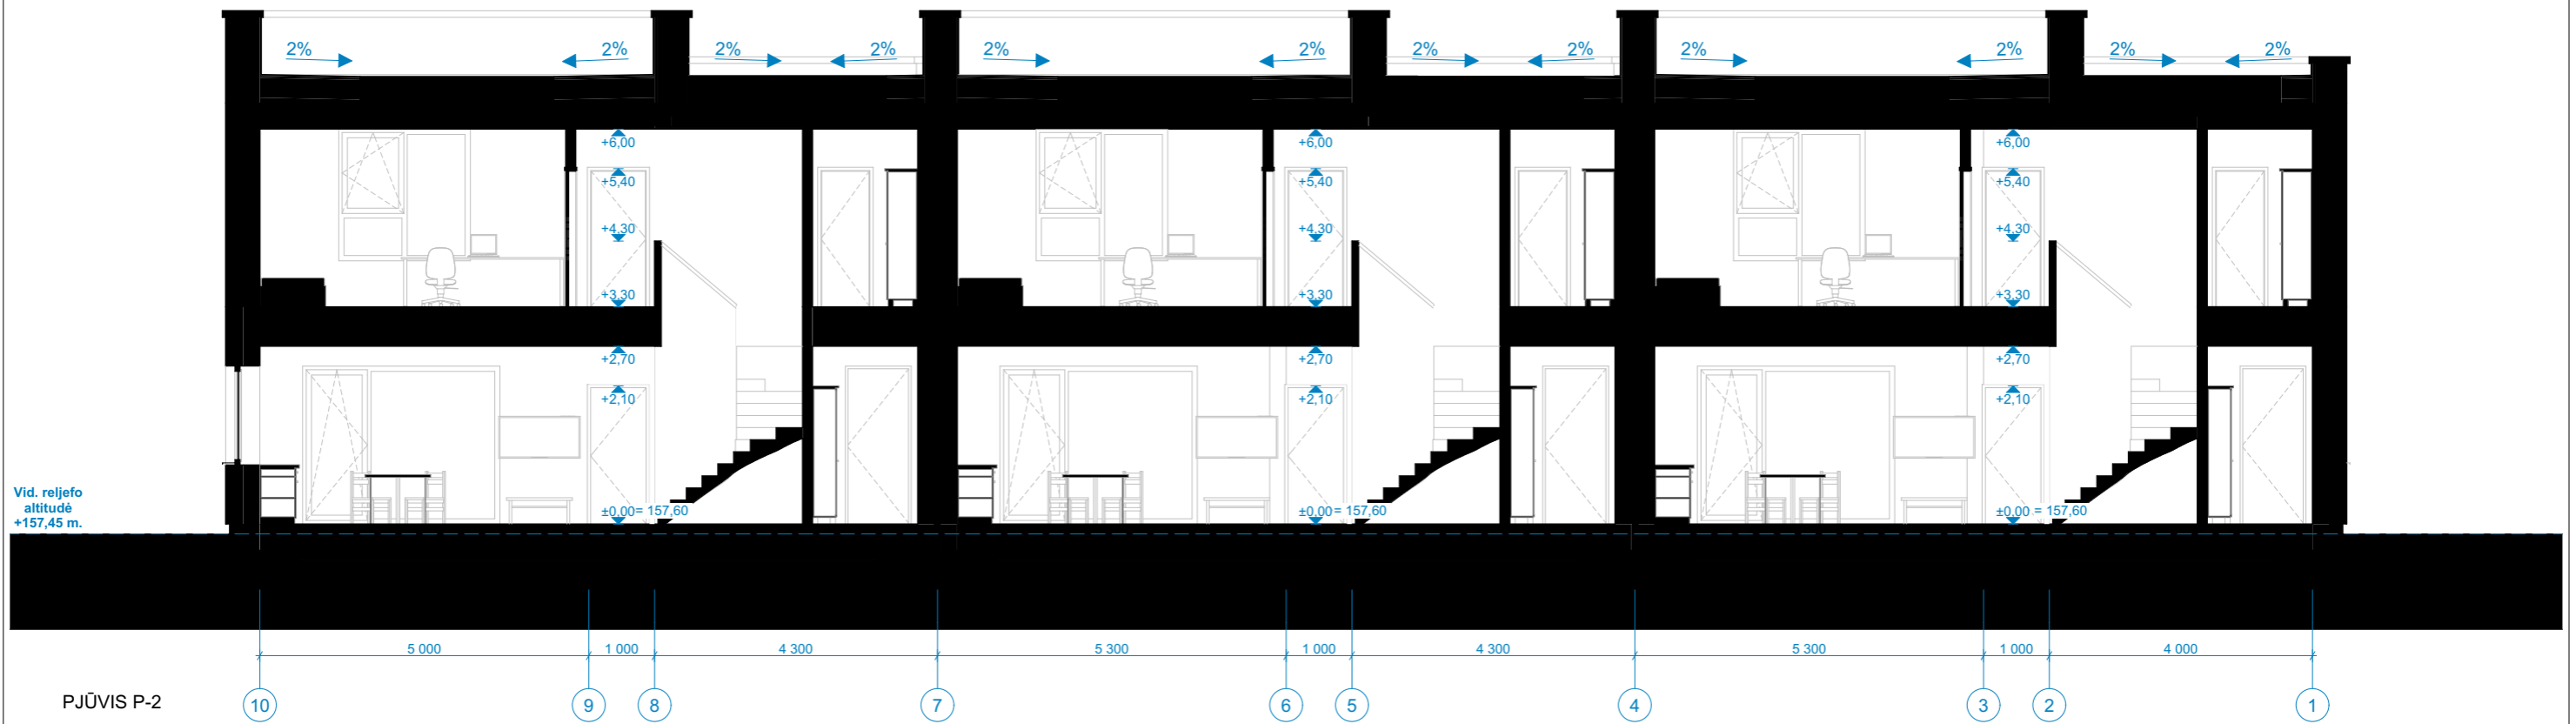 2% 2% 2% 2% 2% 2% 2% 2% 2% 2% 2% 2%
+6,00 +6,00 +6,00
+5,40 +5,40 +5,40
+4,30 +4,30 +4,30
+3,30 +3,30 +3,30
+2,70 +2,70 +2,70
+2,10 +2,10 +2,10
Vid. reljefo
altitudė
+157,45 m.
±0,00= 157,60 ±0,00= 157,60 ±0,00 = 157,60
5 000 1 000 4 300 5 300 1 000 4 300 5 300 1 000 4 000
PJŪVIS P-2
10 9 8 7 6 5 4 3 2 1